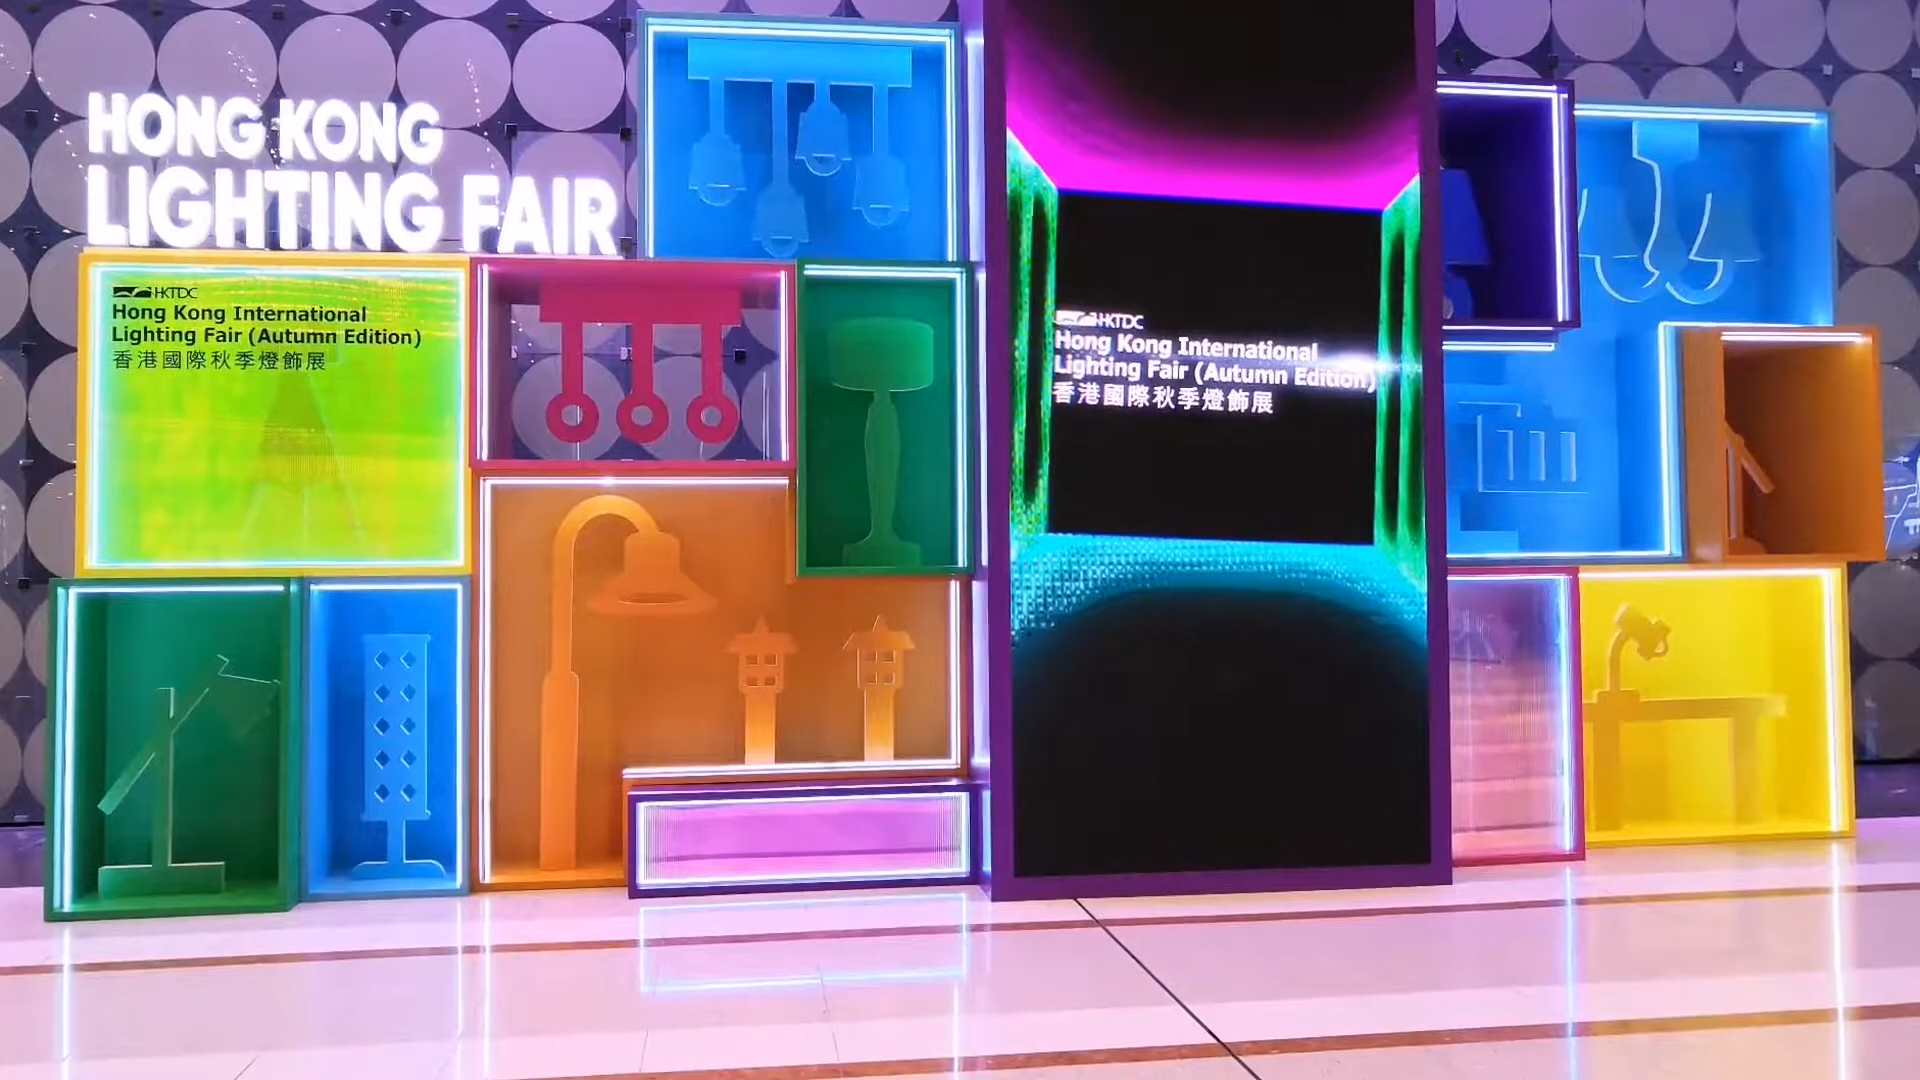 HONG KONG
LIGHTING FAIR
HKTDC
Hong Kong International
Lighting Fair (Autumn Edition)
香港國際秋季燈飾展
HKTDC
Hong Kong International
Lighting Fair (Autumn Edition)
香港國際秋季燈飾展